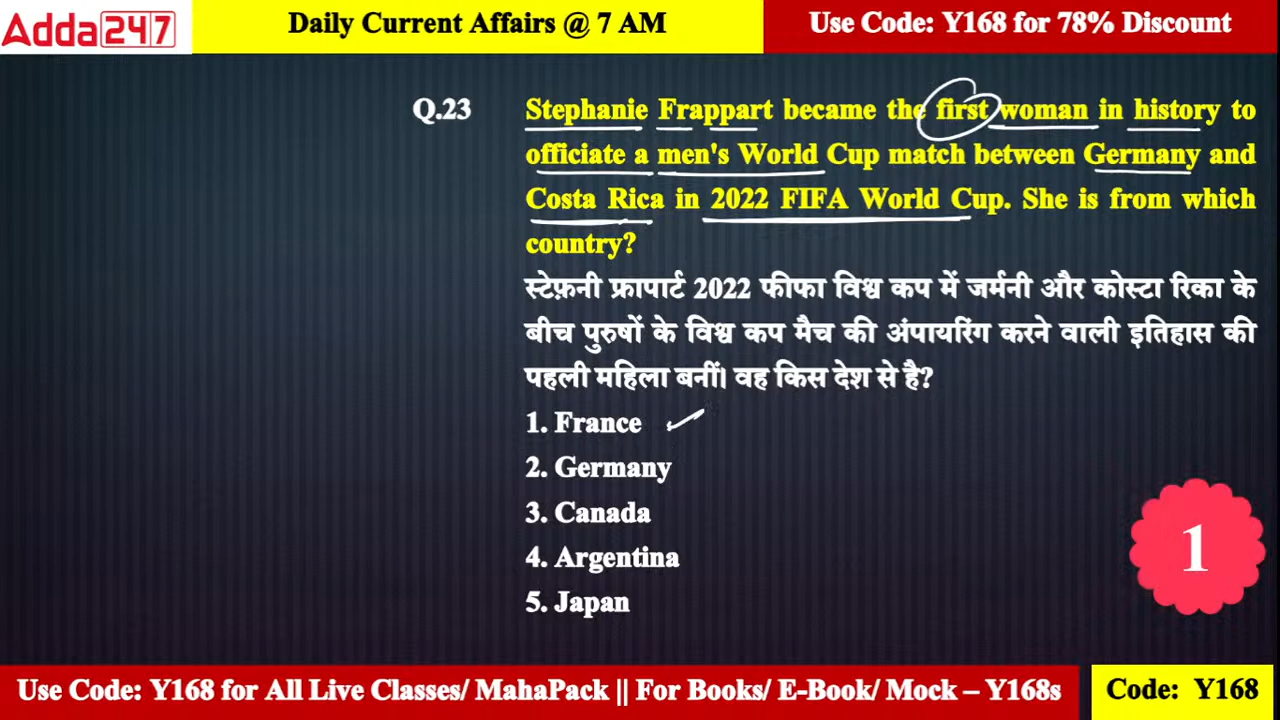 Adda247
Daily Current Affairs @ 7 AM
Use Code: Y168 for 78% Discount
Q.23
Stephanie Frappart became the first woman in history to
officiate a men's World Cup match between Germany and
Costa Rica in 2022 FIFA World Cup. She is from which
country?
स्टेफ़नी फ्रापार्ट 2022 फीफा विश्व कप में जर्मनी और कोस्टा रिका के
बीच पुरुषों के विश्व कप मैच की अंपायरिंग करने वाली इतिहास की
पहली महिला बनीं। वह किस देश से है?
1. France
2. Germany
3. Canada
4. Argentina
5. Japan
1
Use Code: Y168 for All Live Classes/ MahaPack || For Books/ E-Book/ Mock – Y168s
Code: Y168